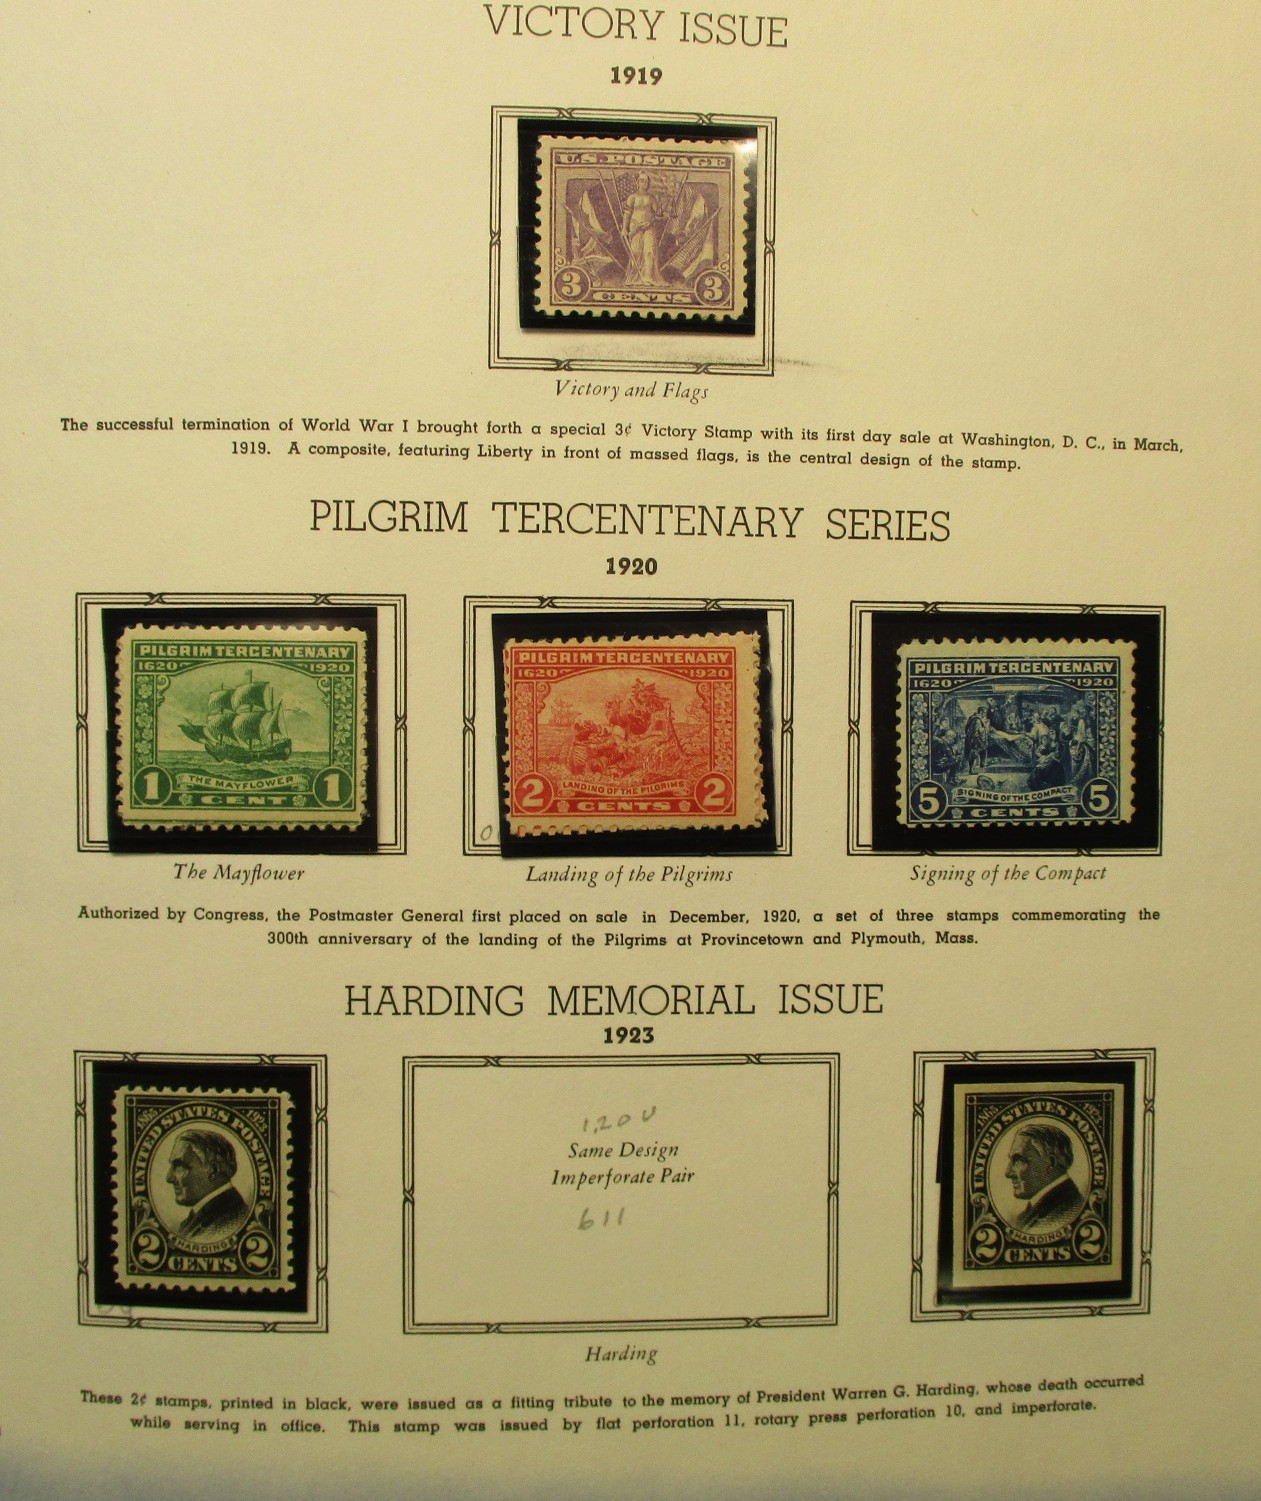 VICTORY ISSUE
1919
U.S. POSTAGE
3 3
CENTS
Victory and Flags
The successful termination of World War I brought forth a special 3¢ Victory Stamp with its first day sale at Washington, D. C., in March,
1919. A composite, featuring Liberty in front of massed flags, is the central design of the stamp.
PILGRIM TERCENTENARY SERIES
1920
PILGRIM TERCENTENARY
1620 1920
THE MAYFLOWER
1 1
CENT
The Mayflower
PILGRIM TERCENTENARY
1620 1920
LANDING OF THE PILGRIMS
2 2
CENTS
Landing of the Pilgrims
PILGRIM TERCENTENARY
1620 1920
SIGNING OF THE COMPACT
5 5
CENTS
Signing of the Compact
Authorized by Congress, the Postmaster General first placed on sale in December, 1920, a set of three stamps commemorating the
300th anniversary of the landing of the Pilgrims at Provincetown and Plymouth, Mass.
HARDING MEMORIAL ISSUE
1923
1865 1923
UNITED STATES POSTAGE
HARDING
2 2
CENTS
1.20 U
Same Design
Imperforate Pair
611
Harding
1865 1923
UNITED STATES POSTAGE
HARDING
2 2
CENTS
These 2¢ stamps, printed in black, were issued as a fitting tribute to the memory of President Warren G. Harding, whose death occurred
while serving in office. This stamp was issued by flat perforation 11, rotary press perforation 10, and imperforate.